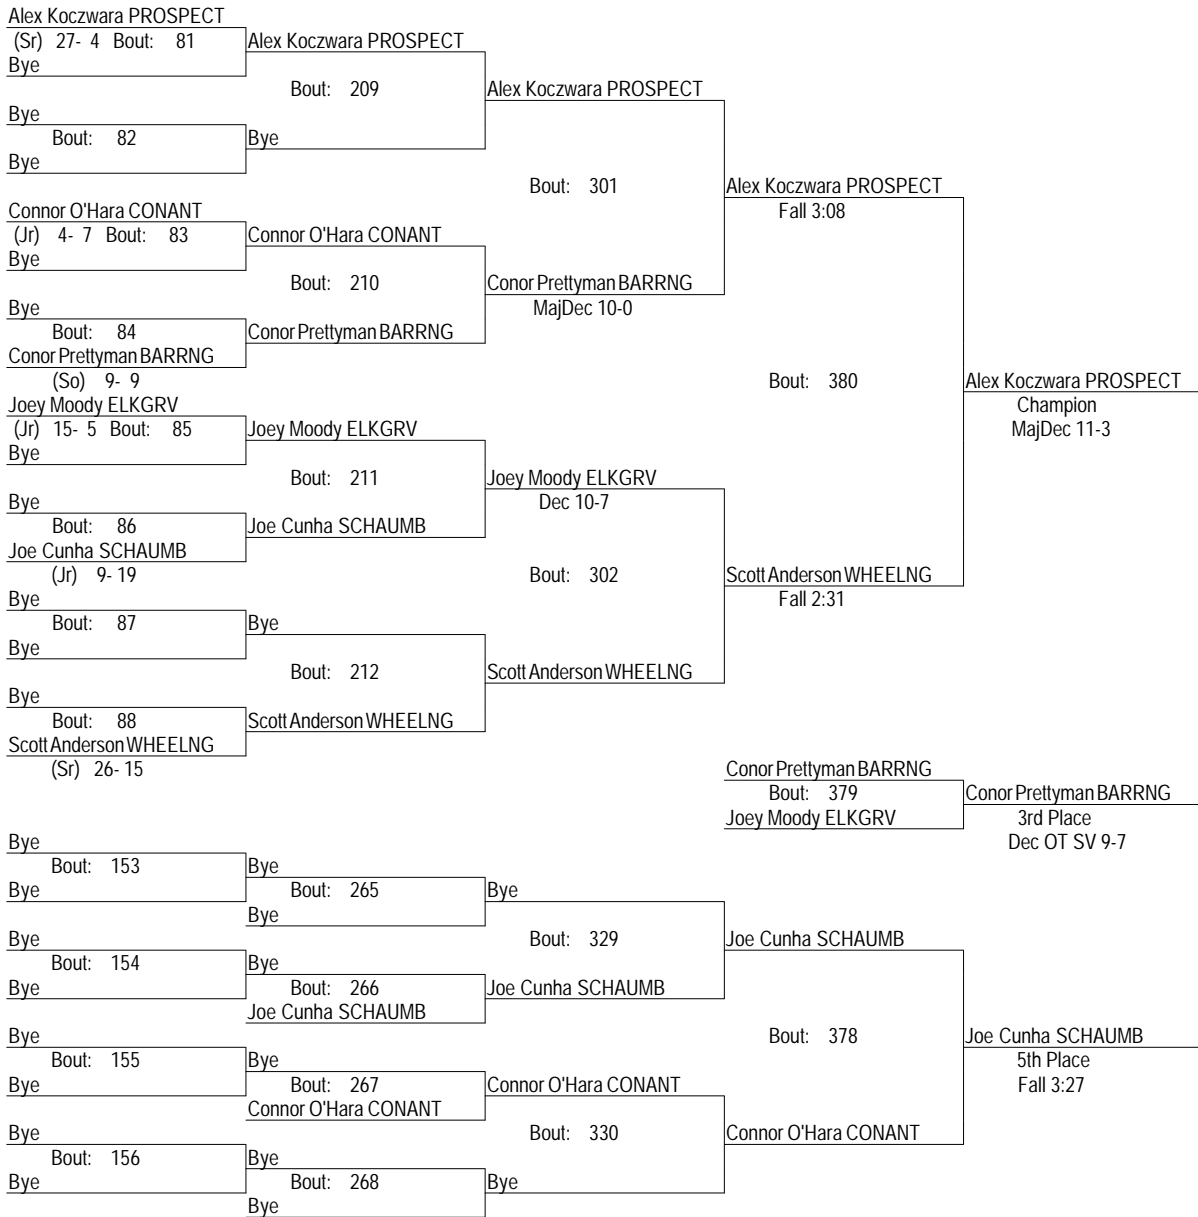 Alex Koczwara PROSPECT
(Sr) 27- 4 Bout: 81
Bye
Bye
Bout: 82
Bye
Connor O'Hara CONANT
(Jr) 4- 7 Bout: 83
Bye
Bye
Bout: 84
Conor Prettyman BARRNG
(So) 9- 9
Joey Moody ELKGRV
(Jr) 15- 5 Bout: 85
Bye
Bye
Bout: 86
Joe Cunha SCHAUMB
(Jr) 9- 19
Bye
Bout: 87
Bye
Bye
Bout: 88
Scott Anderson WHEELNG
(Sr) 26- 15
Alex Koczwara PROSPECT
Bout: 209
Bye
Connor O'Hara CONANT
Bout: 210
Conor Prettyman BARRNG
Joey Moody ELKGRV
Bout: 211
Joe Cunha SCHAUMB
Bye
Bout: 212
Scott Anderson WHEELNG
Alex Koczwara PROSPECT
Bout: 301
Conor Prettyman BARRNG
MajDec 10-0
Joey Moody ELKGRV
Dec 10-7
Bout: 302
Scott Anderson WHEELNG
Alex Koczwara PROSPECT
Fall 3:08
Bout: 380
Scott Anderson WHEELNG
Fall 2:31
Alex Koczwara PROSPECT
Champion
MajDec 11-3
Conor Prettyman BARRNG
Bout: 379
Joey Moody ELKGRV
Conor Prettyman BARRNG
3rd Place
Dec OT SV 9-7
Bye
Bout: 153
Bye
Bye
Bout: 154
Bye
Bye
Bout: 155
Bye
Bye
Bout: 156
Bye
Bye
Bout: 265
Bye
Bye
Bout: 266
Joe Cunha SCHAUMB
Bye
Bout: 267
Connor O'Hara CONANT
Bye
Bout: 268
Bye
Bye
Bout: 329
Joe Cunha SCHAUMB
Connor O'Hara CONANT
Bout: 330
Bye
Joe Cunha SCHAUMB
Bout: 378
Connor O'Hara CONANT
Joe Cunha SCHAUMB
5th Place
Fall 3:27